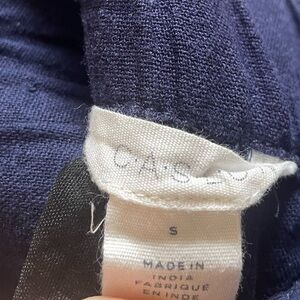 C·A·S
S
MADE IN
INDIA
FABRIQUÉ
EN INDE